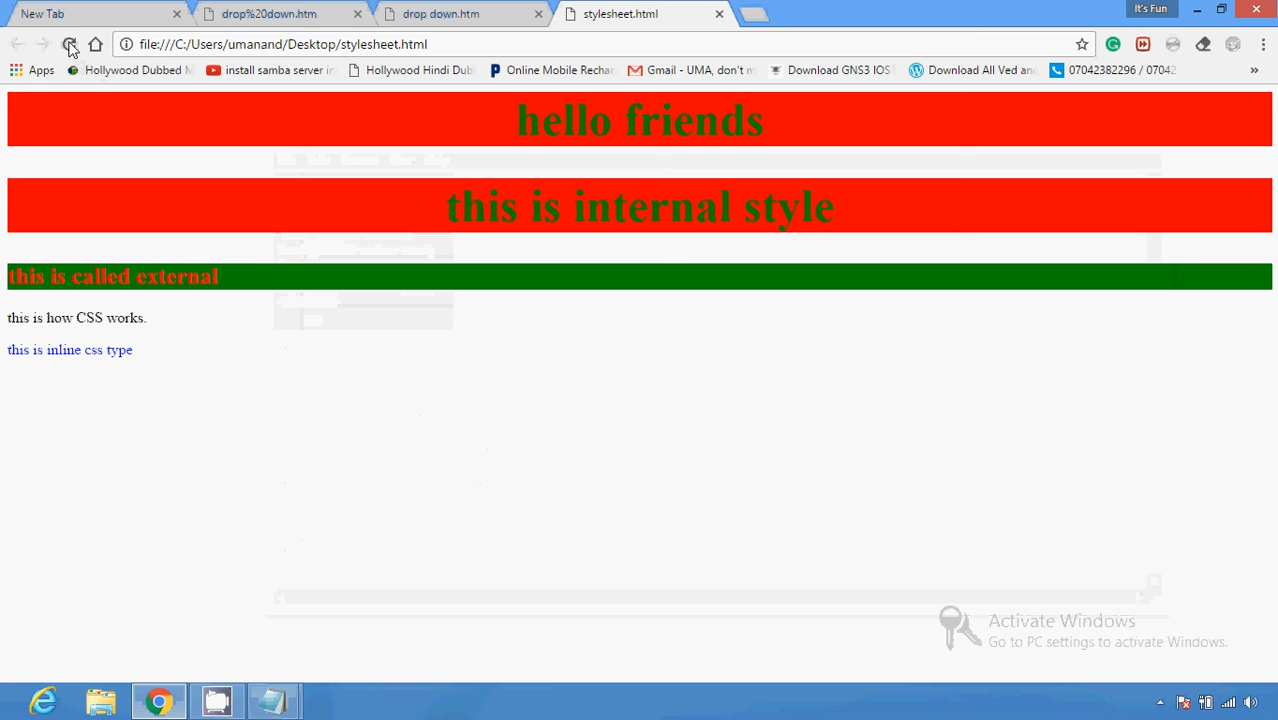 New Tab
drop%20down.htm
drop down.htm
stylesheet.html
It's Fun
file:///C:/Users/umanand/Desktop/stylesheet.html
Apps
Hollywood Dubbed M
install samba server in
Hollywood Hindi Dub
Online Mobile Rechar
Gmail - UMA, don't m
Download GNS3 IOS
Download All Ved and
07042382296 / 07042
hello friends
this is internal style
this is called external
this is how CSS works.
this is inline css type
Activate Windows
Go to PC settings to activate Windows.